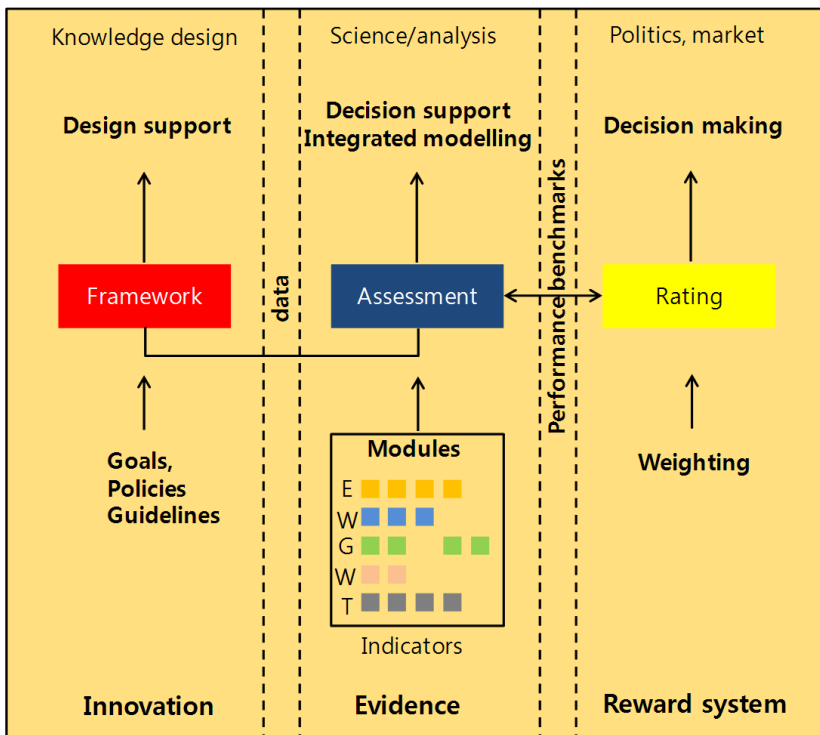 Knowledge design
Science/analysis
Politics, market
Design support
Decision support
Integrated modelling
Decision making
Framework
data
Assessment
Performance benchmarks
Rating
Goals,
Policies
Guidelines
Modules
E
W
G
W
T
Indicators
Weighting
Innovation
Evidence
Reward system